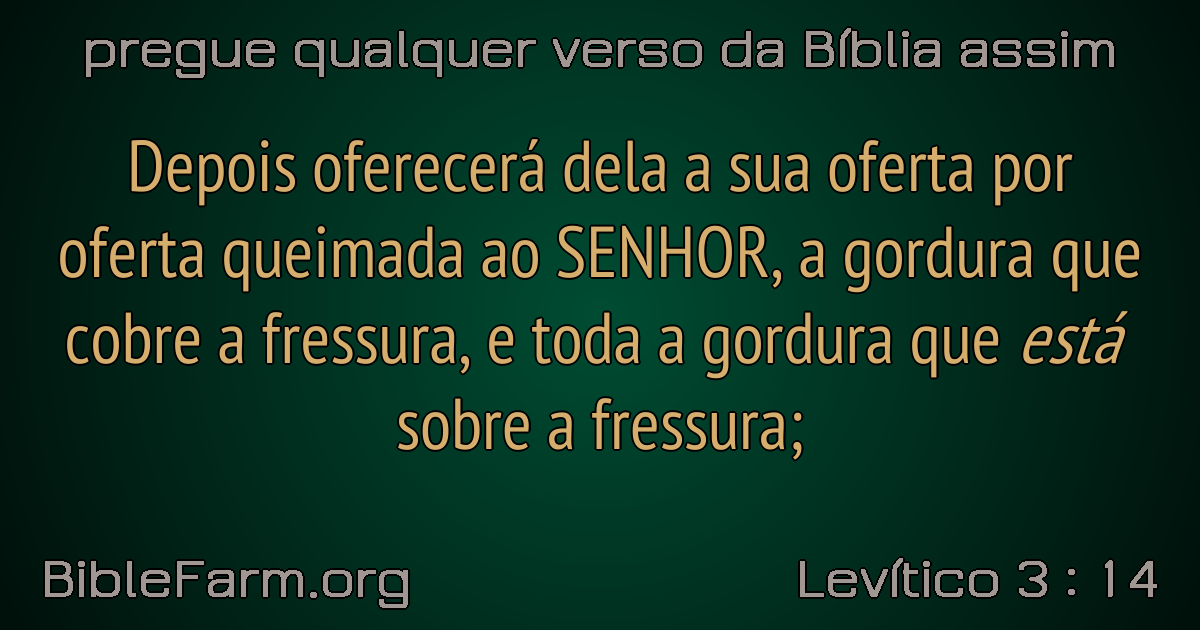 pregue qualquer verso da Bíblia assim
Depois oferecerá dela a sua oferta por
oferta queimada ao SENHOR, a gordura que
cobre a fressura, e toda a gordura que está
sobre a fressura;
BibleFarm.org
Levítico 3 : 14